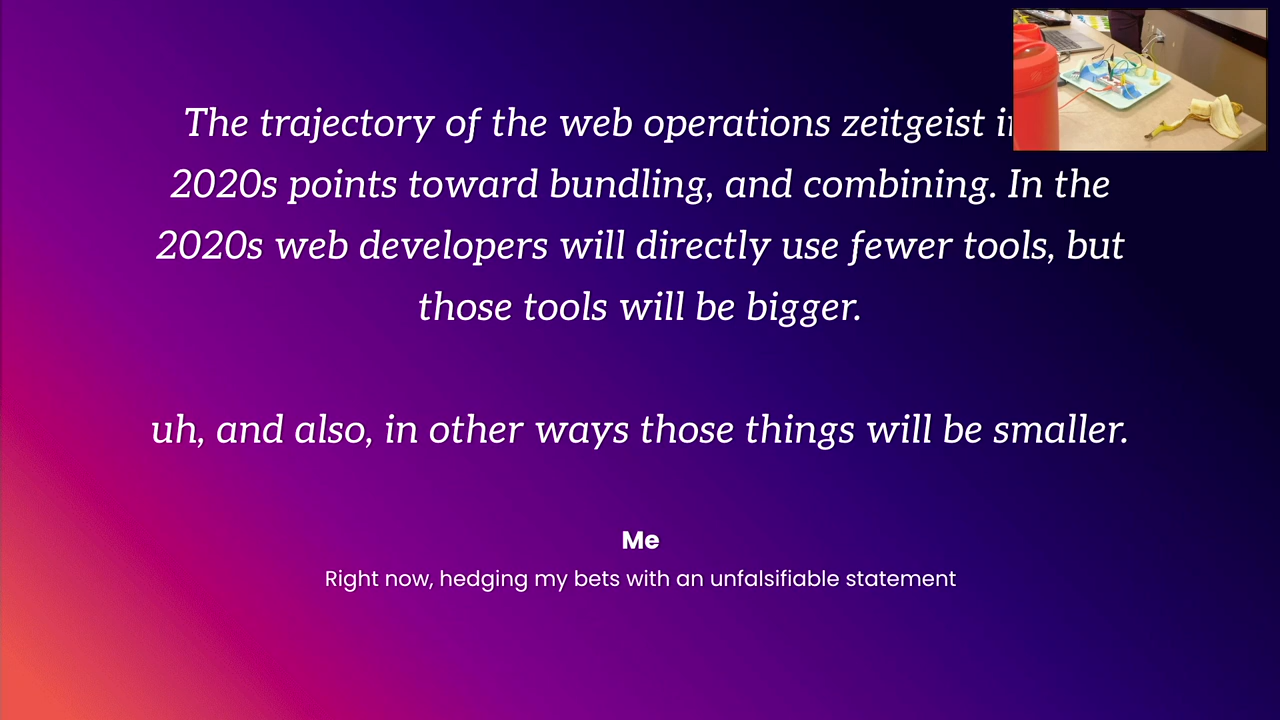 The trajectory of the web operations zeitgeist
2020s points toward bundling, and combining. In the
2020s web developers will directly use fewer tools, but
those tools will be bigger.
uh, and also, in other ways those things will be smaller.
Me
Right now, hedging my bets with an unfalsifiable statement